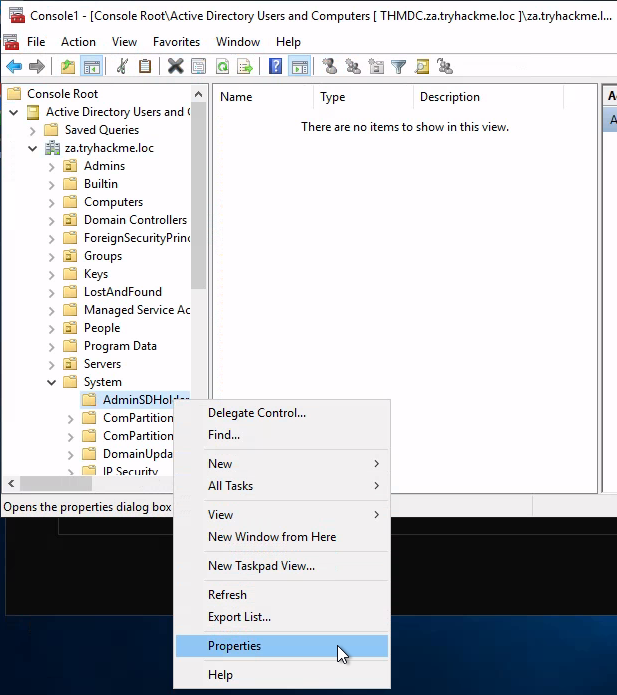 Console1 - [Console Root\Active Directory Users and Computers [ THMDC.za.tryhackme.loc ]\za.tryhackme.l...
File Action View Favorites Window Help
Console Root
Active Directory Users and
Saved Queries
za.tryhackme.loc
Admins
Builtin
Computers
Domain Controllers
ForeignSecurityPrinc
Groups
Keys
LostAndFound
Managed Service Ac
People
Program Data
Servers
System
AdminSDHolder
ComPartition
ComPartition
DomainUpda
IP Security
Name Type Description
There are no items to show in this view.
A
A
Opens the properties dialog box
Delegate Control...
Find...
New
All Tasks
View
New Window from Here
New Taskpad View...
Refresh
Export List...
Properties
Help